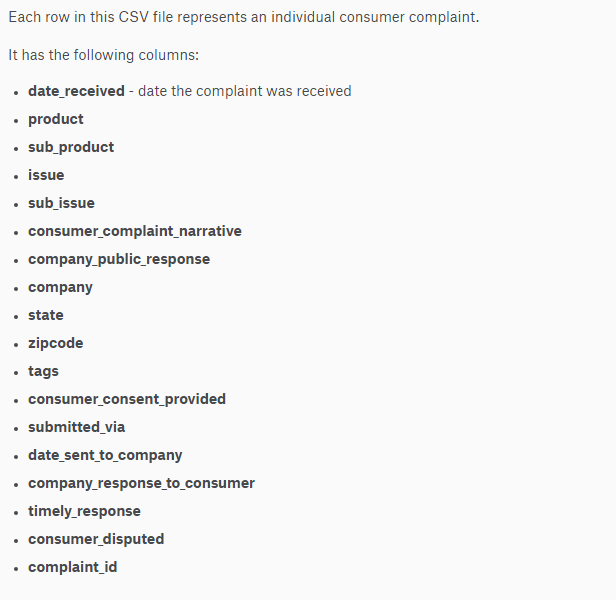 Each row in this CSV file represents an individual consumer complaint.
It has the following columns:
• date_received - date the complaint was received
• product
• sub_product
• issue
• sub_issue
• consumer_complaint_narrative
• company_public_response
• company
• state
• zipcode
• tags
• consumer_consent_provided
• submitted_via
• date_sent_to_company
• company_response_to_consumer
• timely_response
• consumer_disputed
• complaint_id